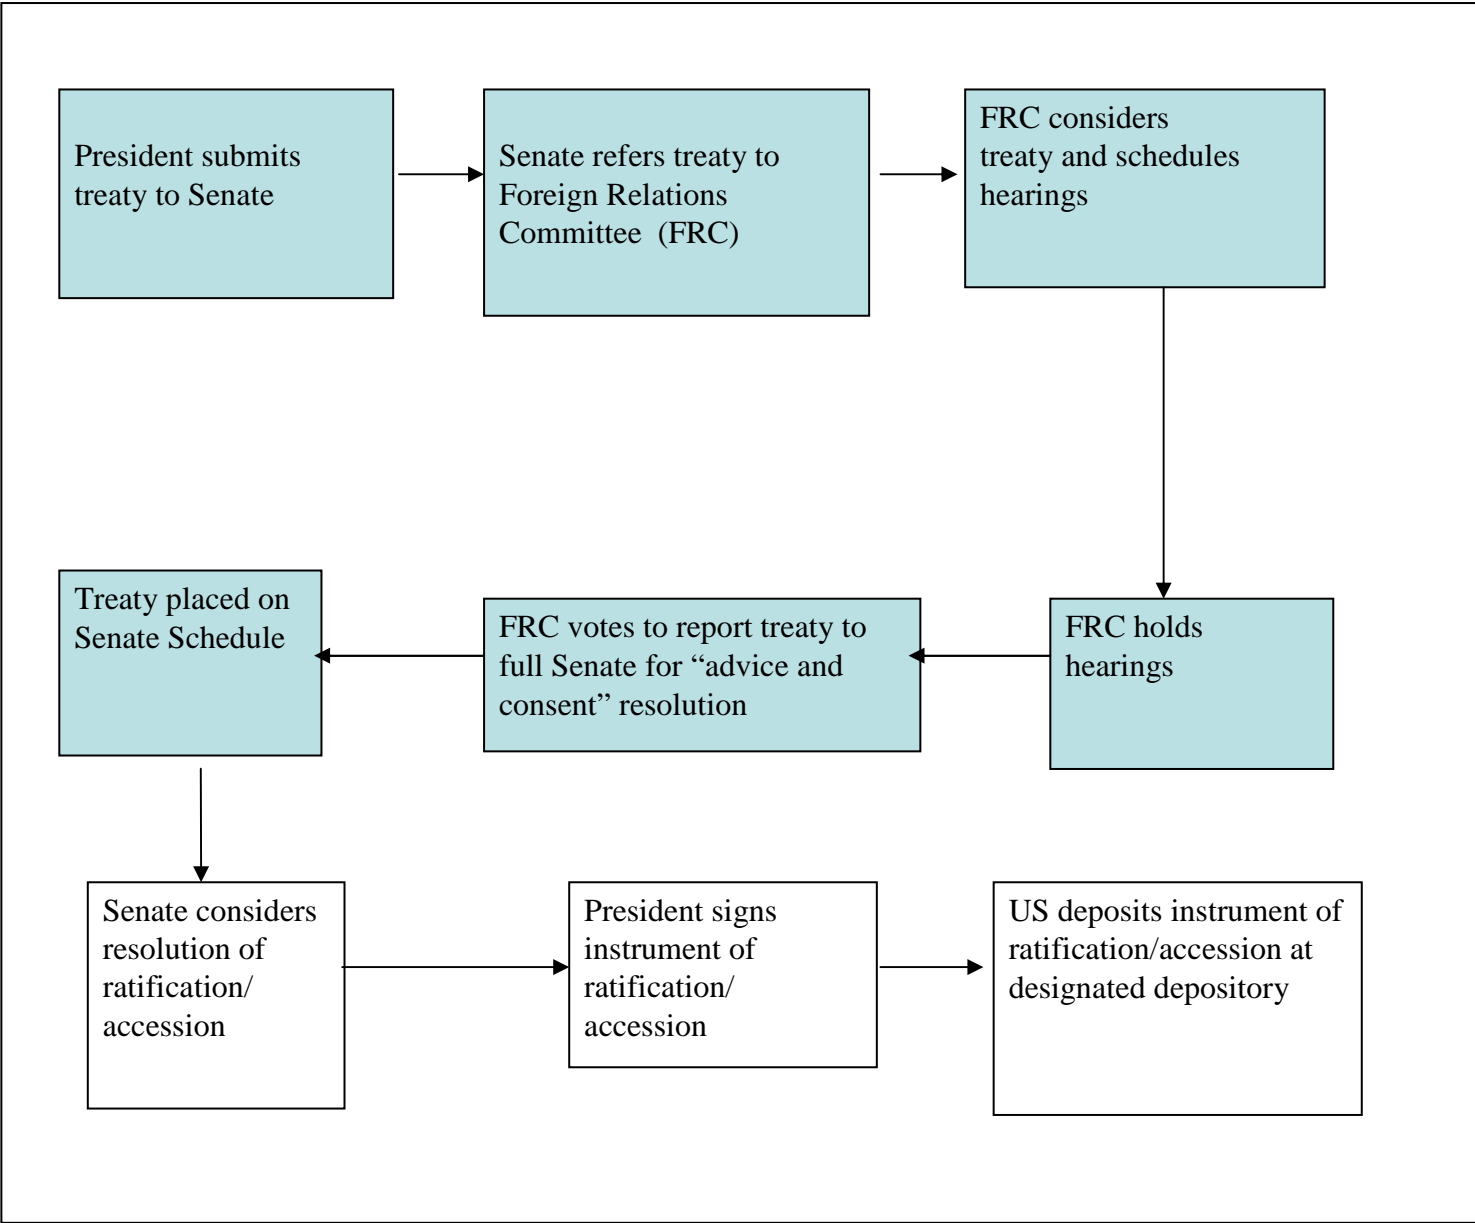 President submits
treaty to Senate
Senate refers treaty to
Foreign Relations
Committee  (FRC)
FRC considers
treaty and schedules
hearings
Treaty placed on
Senate Schedule
FRC votes to report treaty to
full Senate for “advice and
consent” resolution
FRC holds
hearings
Senate considers
resolution of
ratification/
accession
President signs
instrument of
ratification/
accession
US deposits instrument of
ratification/accession at
designated depository